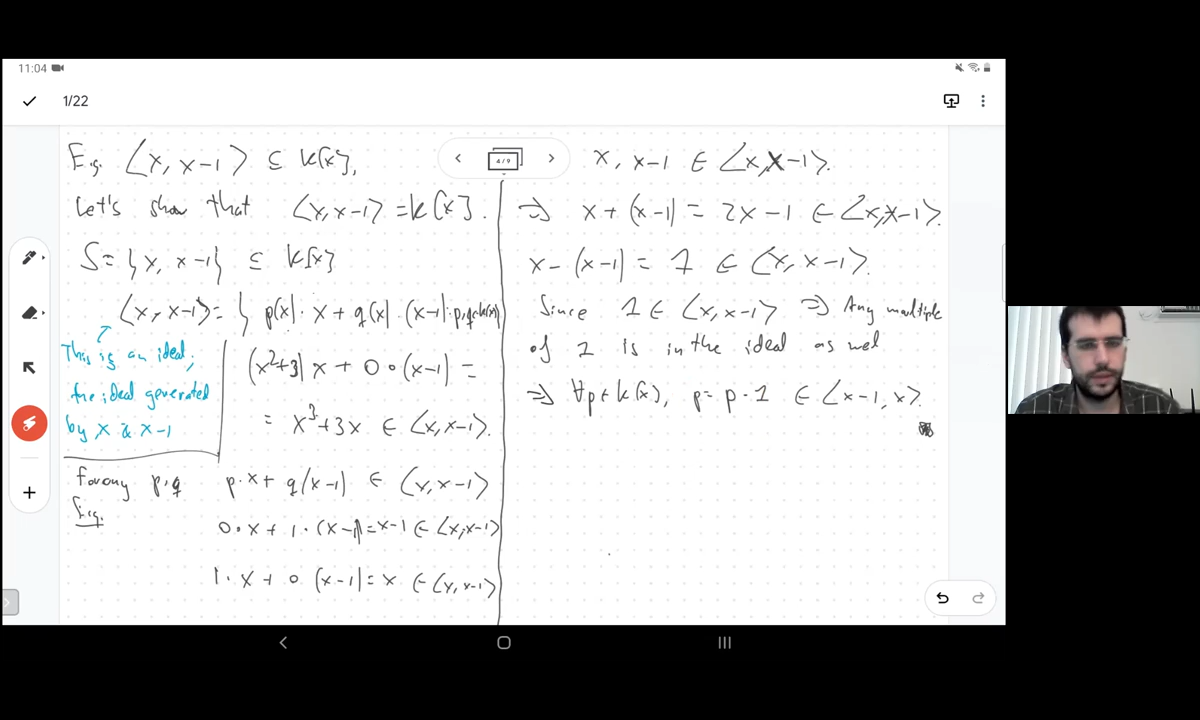 11:04
1/22
4/9
E.g. ⟨x, x-1⟩ ⊆ k[x],
Let's show that ⟨x, x-1⟩ = k[x].
S = {x, x-1} ⊆ k[x]
⟨x, x-1⟩ = { p(x)·x + q(x)·(x-1) : p, q ∈ k[x]}
This is an ideal,
the ideal generated
by x & x-1
(x²+3)x + 0·(x-1) =
= x³+3x ∈ ⟨x, x-1⟩.
For any p, q p·x + q(x-1) ∈ ⟨x, x-1⟩
E.g.
0·x + 1·(x-1) = x-1 ∈ ⟨x, x-1⟩
1·x + 0·(x-1) = x ∈ ⟨x, x-1⟩
x, x-1 ∈ ⟨x, x-1⟩.
⇒ x + (x-1) = 2x-1 ∈ ⟨x, x-1⟩.
x - (x-1) = 1 ∈ ⟨x, x-1⟩.
Since 1 ∈ ⟨x, x-1⟩ ⇒ Any multiple
of 1 is in the ideal as well
⇒ ∀p ∈ k[x], p = p·1 ∈ ⟨x-1, x⟩.